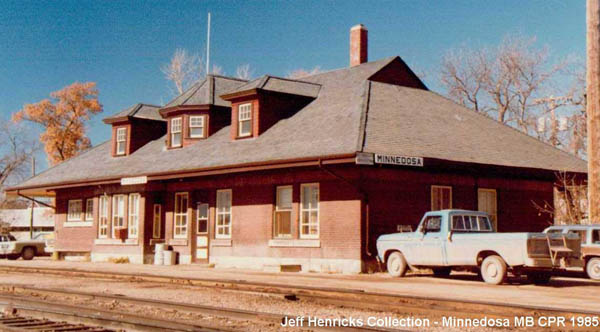 MINNEDOSA
Jeff Henricks Collection - Minnedosa MB CPR 1985